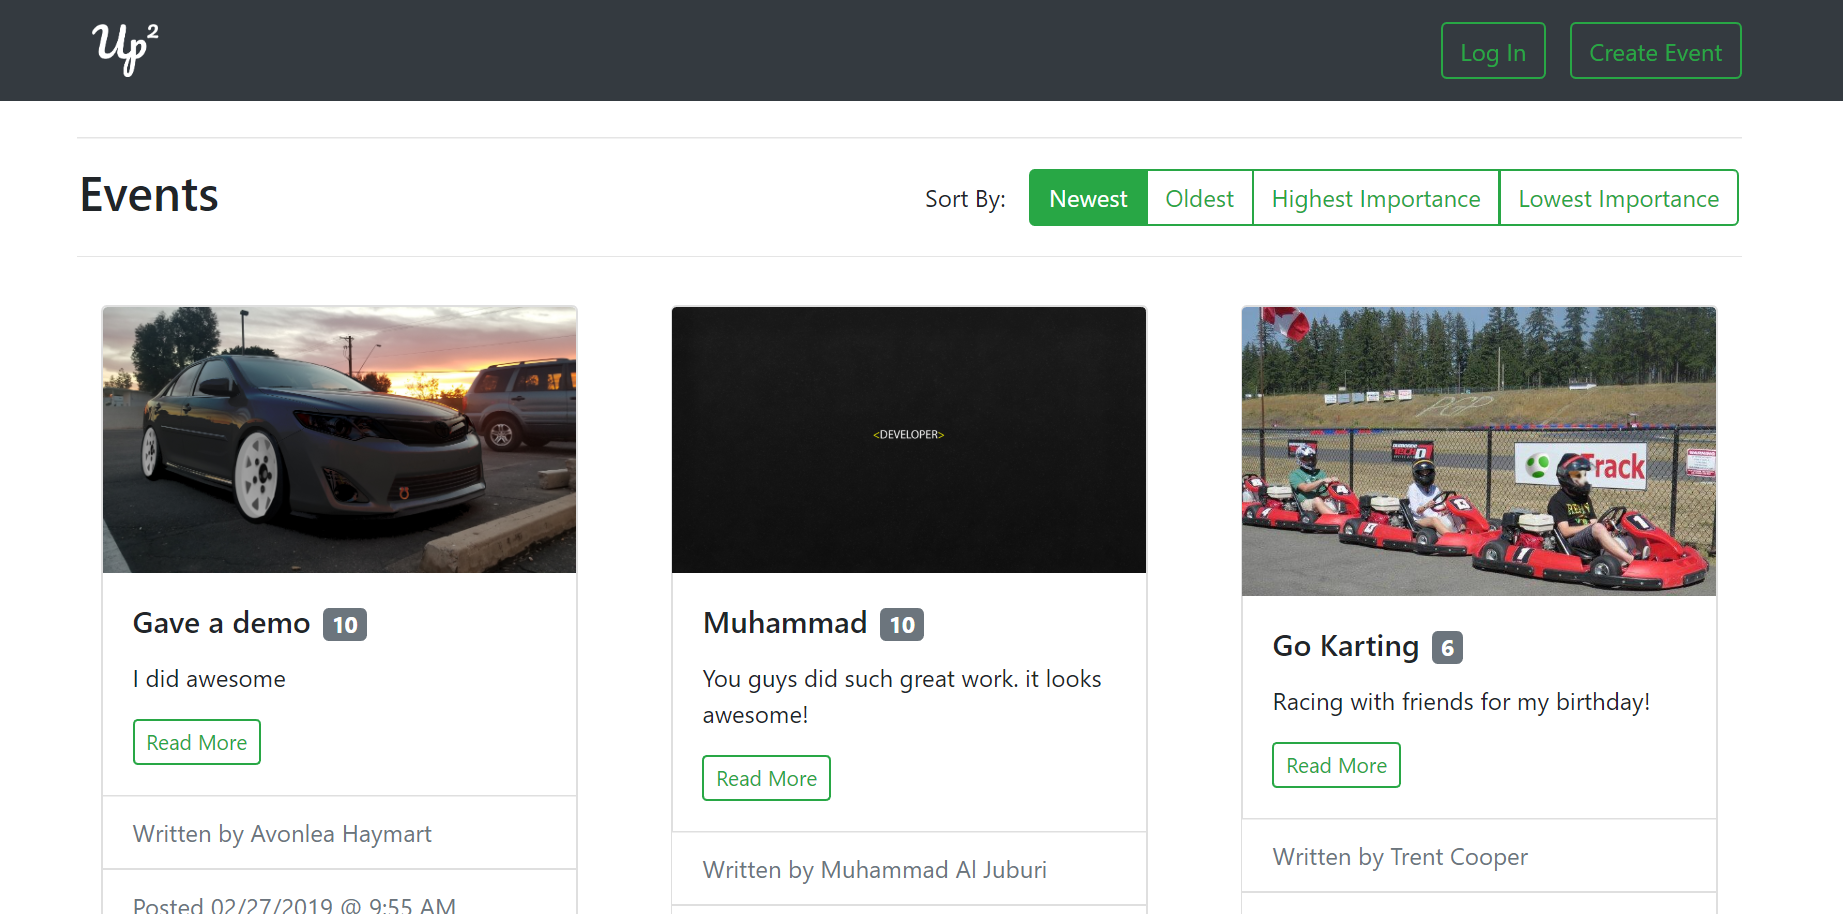 Up²
Log In
Create Event
Events
Sort By:
Newest
Oldest
Highest Importance
Lowest Importance
<DEVELOPER>
Track
Gave a demo 10
I did awesome
Read More
Written by Avonlea Haymart
Posted 02/27/2019 @ 9:55 AM
Muhammad 10
You guys did such great work. it looks
awesome!
Read More
Written by Muhammad Al Juburi
Go Karting 6
Racing with friends for my birthday!
Read More
Written by Trent Cooper